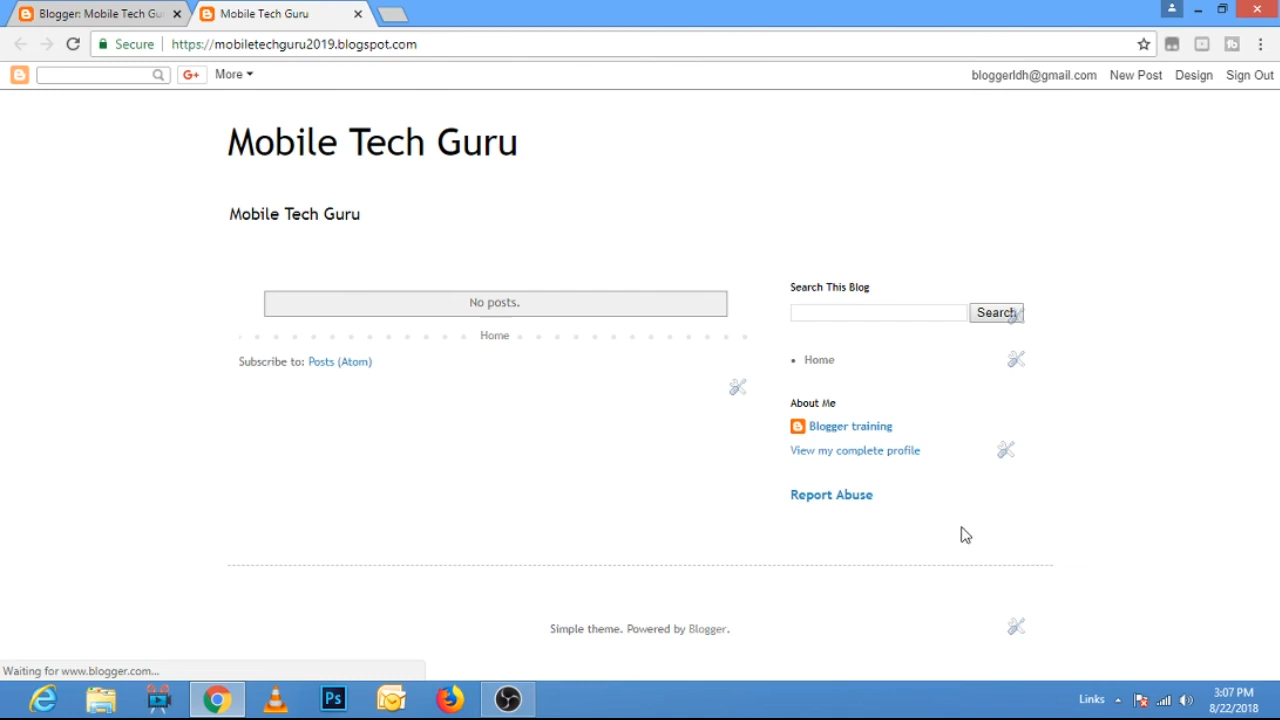 Blogger: Mobile Tech Gu
Mobile Tech Guru
Secure
https://mobiletechguru2019.blogspot.com
G+
More
bloggerldh@gmail.com
New Post
Design
Sign Out
Mobile Tech Guru
Mobile Tech Guru
Search This Blog
No posts.
Search
Home
Home
Subscribe to: Posts (Atom)
About Me
Blogger training
View my complete profile
Report Abuse
Simple theme. Powered by Blogger.
Waiting for www.blogger.com...
Ps
Links
3:07 PM
8/22/2018